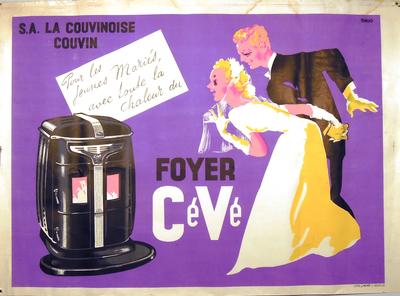 S.A. LA COUVINOISE
COUVIN
Pour les
jeunes Mariés,
avec toute la
chaleur du
FOYER
CéVé